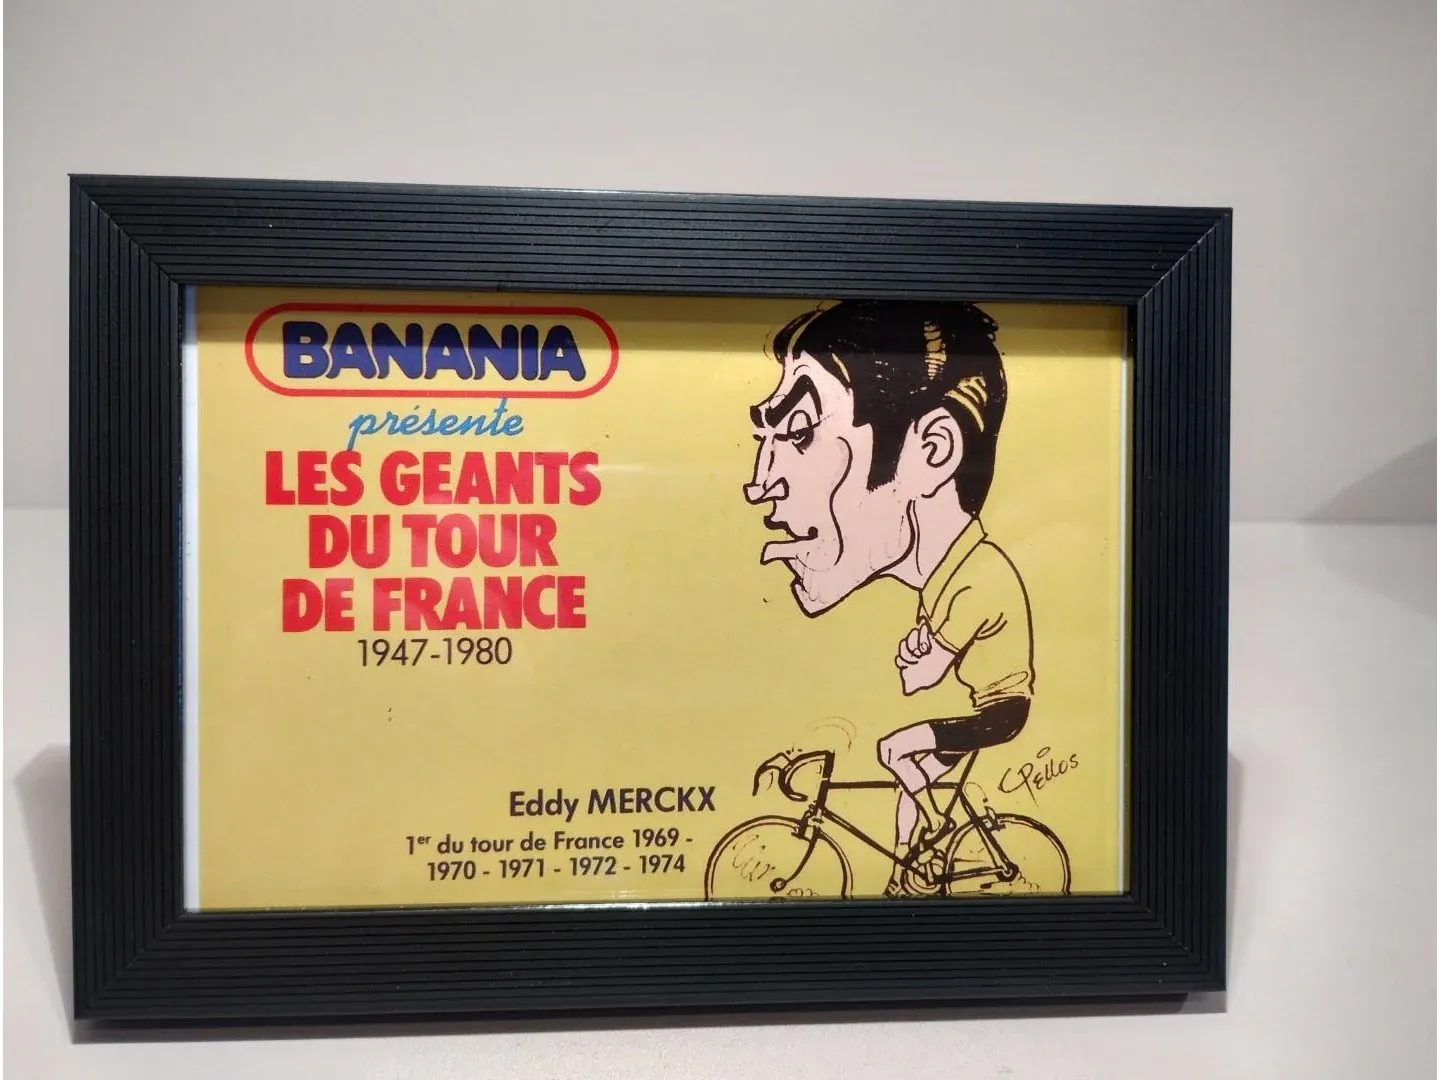 BANANIA
présente
LES GEANTS
DU TOUR
DE FRANCE
1947-1980
Eddy MERCKX
1er du tour de France 1969 -
1970 - 1971 - 1972 - 1974
Pellos